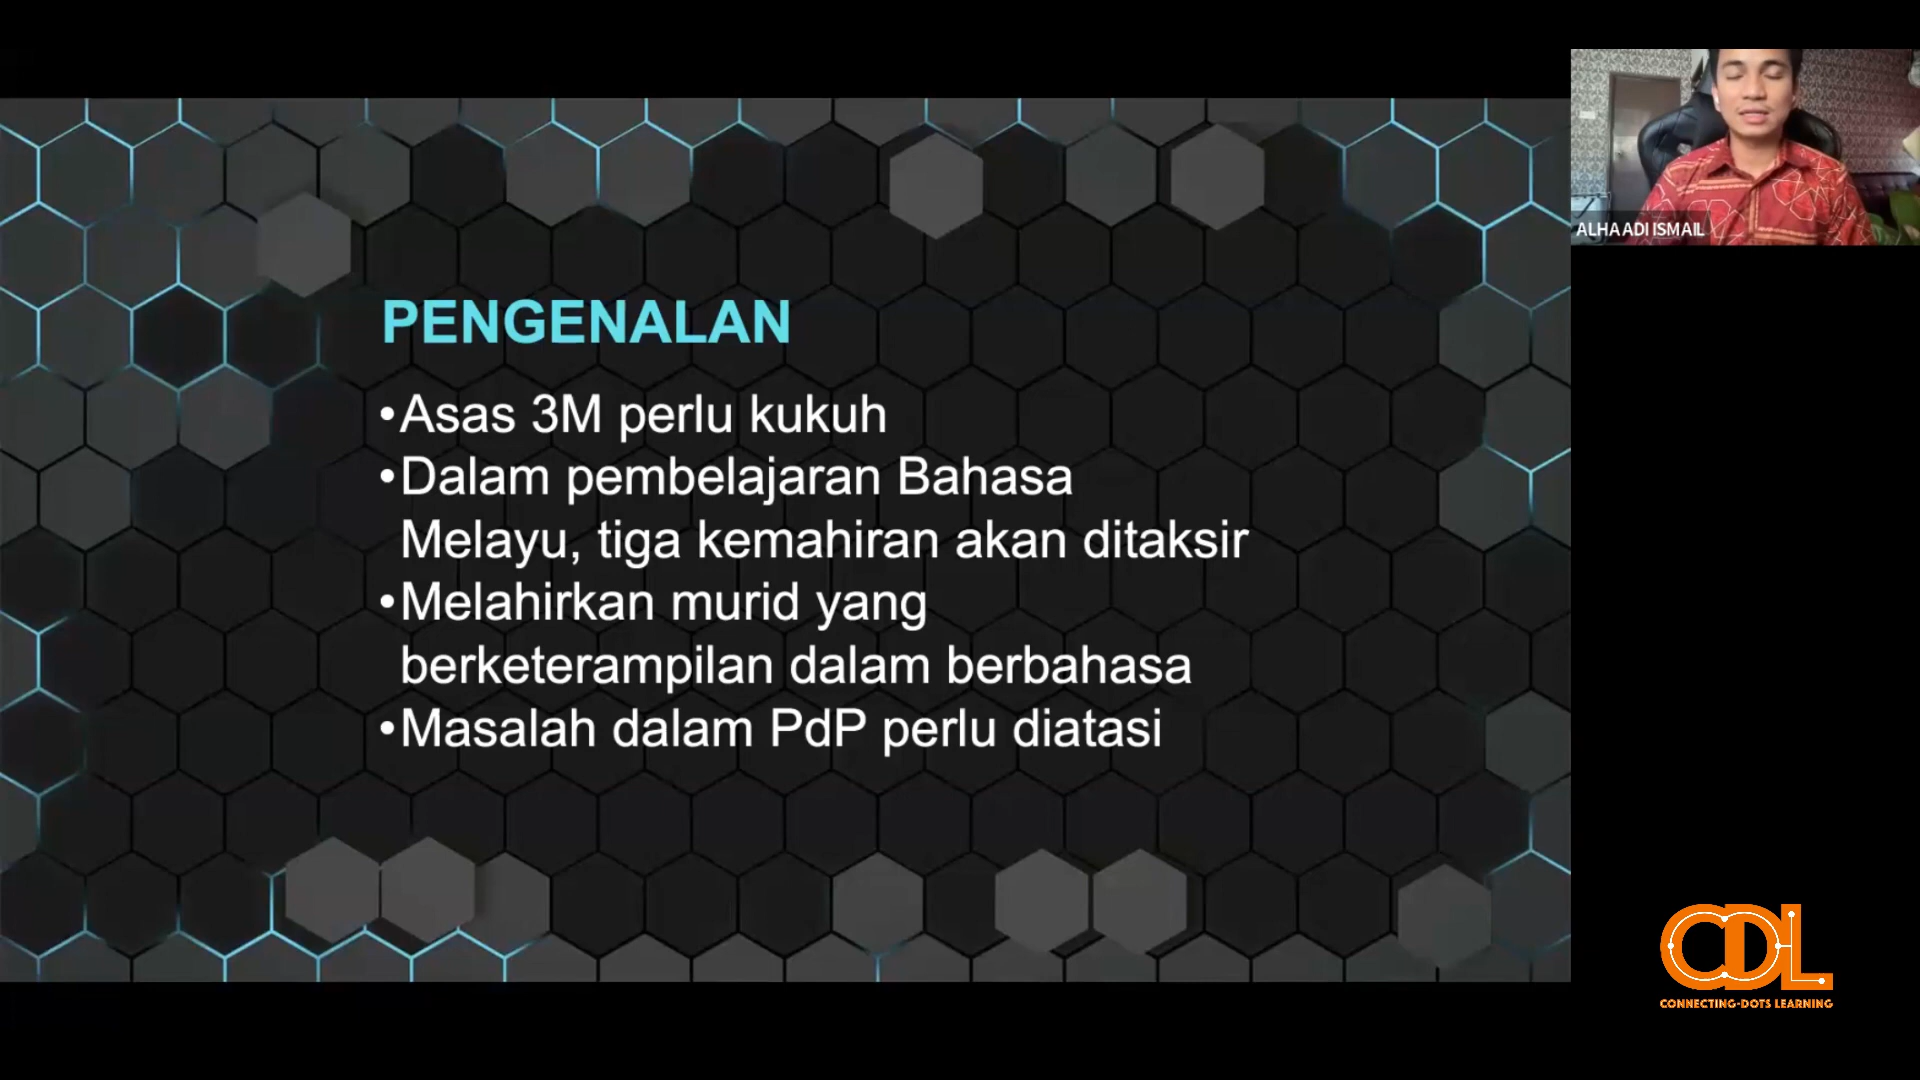 PENGENALAN
•Asas 3M perlu kukuh
•Dalam pembelajaran Bahasa
Melayu, tiga kemahiran akan ditaksir
•Melahirkan murid yang
berketerampilan dalam berbahasa
•Masalah dalam PdP perlu diatasi
ALHAADI ISMAIL
CDL
CONNECTING-DOTS LEARNING